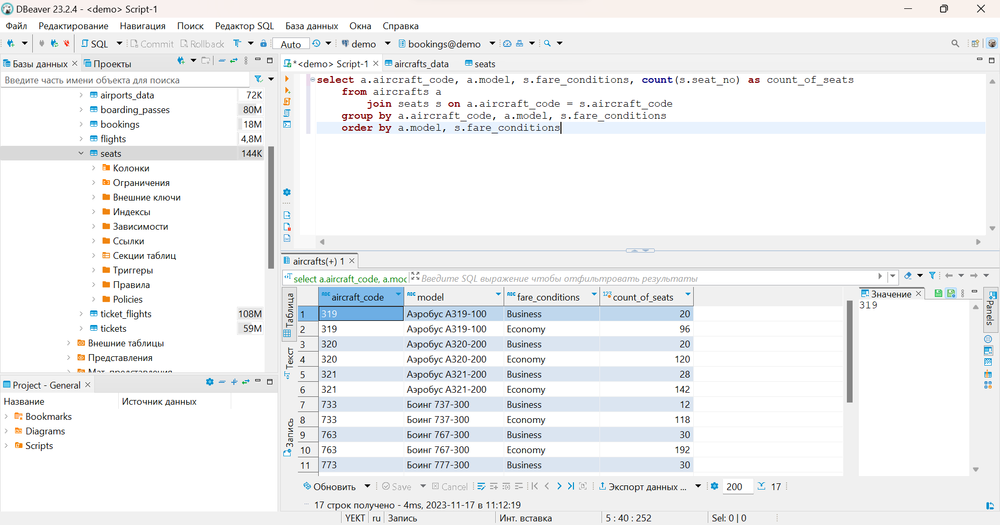 DBeaver 23.2.4 - <demo> Script-1
Файл Редактирование Навигация Поиск Редактор SQL База данных Окна Справка
SQL Commit Rollback Auto demo bookings@demo
Базы данных Проекты
Введите часть имени объекта для поиска
airports_data 72K
boarding_passes 80M
bookings 18M
flights 4,8M
seats 144K
Колонки
Ограничения
Внешние ключи
Индексы
Зависимости
Ссылки
Секции таблиц
Триггеры
Правила
Policies
ticket_flights 108M
tickets 59M
Внешние таблицы
Представления
Мат. представления
Project - General
Название Источник данных
Bookmarks
Diagrams
Scripts
*<demo> Script-1 aircrafts_data seats
select a.aircraft_code, a.model, s.fare_conditions, count(s.seat_no) as count_of_seats
from aircrafts a
join seats s on a.aircraft_code = s.aircraft_code
group by a.aircraft_code, a.model, s.fare_conditions
order by a.model, s.fare_conditions
aircrafts(+) 1
select a.aircraft_code, a.moc Введите SQL выражение чтобы отфильтровать результаты
Таблица
Текст
Запись
aircraft_code model fare_conditions count_of_seats
1 319 Аэробус A319-100 Business 20
2 319 Аэробус A319-100 Economy 96
3 320 Аэробус A320-200 Business 20
4 320 Аэробус A320-200 Economy 120
5 321 Аэробус A321-200 Business 28
6 321 Аэробус A321-200 Economy 142
7 733 Боинг 737-300 Business 12
8 733 Боинг 737-300 Economy 118
9 763 Боинг 767-300 Business 30
10 763 Боинг 767-300 Economy 192
11 773 Боинг 777-300 Business 30
Значение
319
Panels
Обновить Save Cancel Экспорт данных ... 200 17
17 строк получено - 4ms, 2023-11-17 в 11:12:19
YEKT ru Запись Инт. вставка 5 : 40 : 252 Sel: 0 | 0